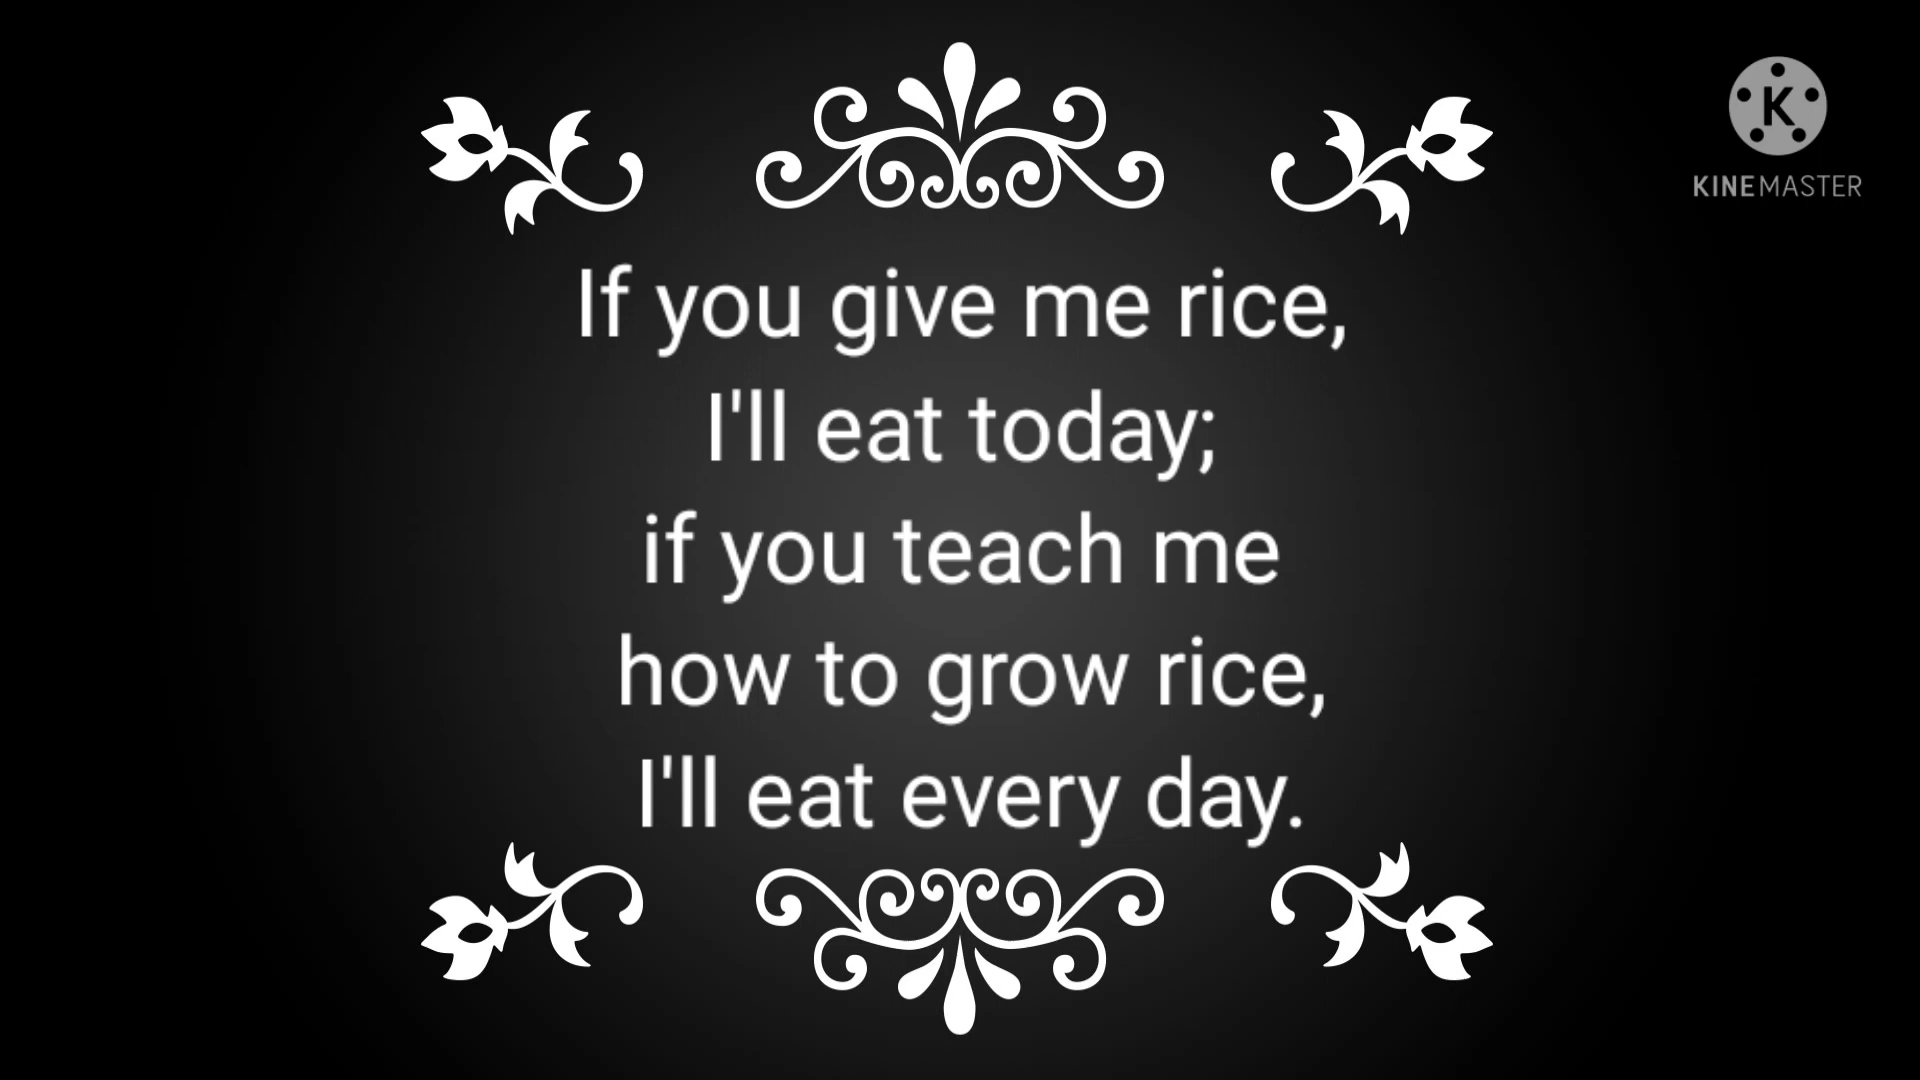 If you give me rice,
I'll eat today;
if you teach me
how to grow rice,
I'll eat every day.
K
KINEMASTER